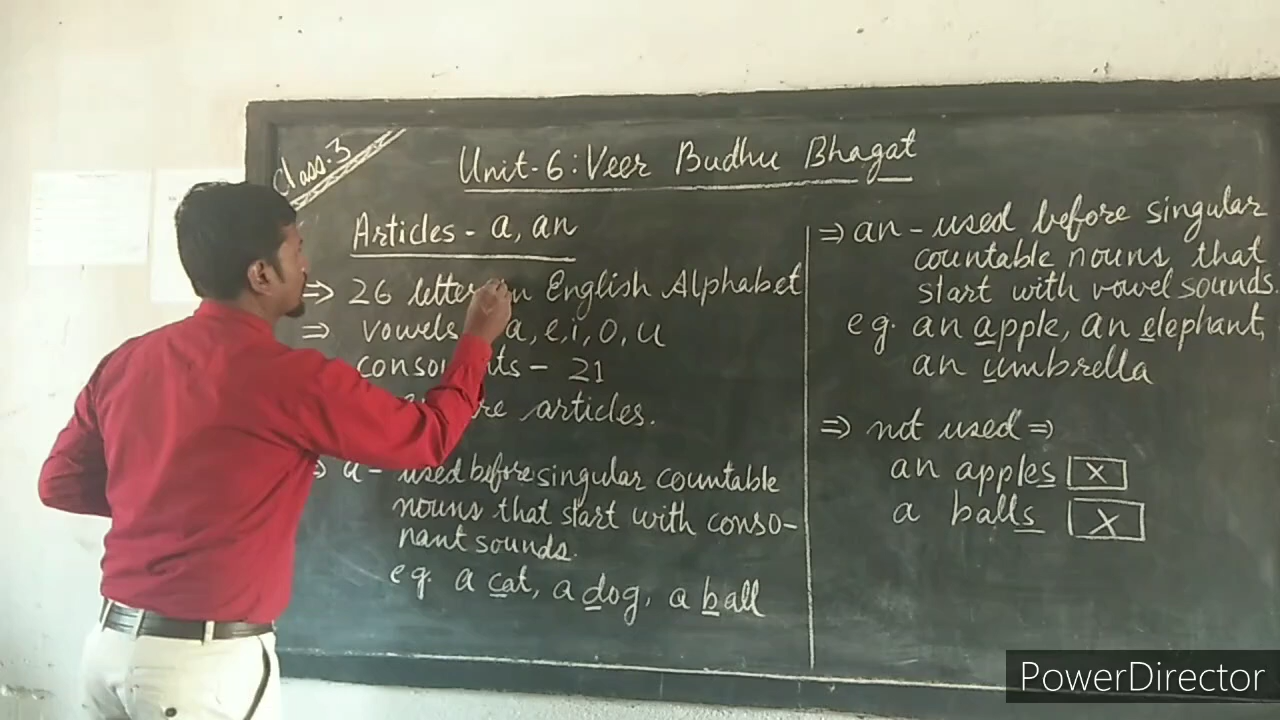 Class.3
Unit-6: Veer Budhu Bhagat
Articles - a, an
⇒ 26 in English Alphabet
⇒ vowels a, e, i, o, u
- 21
articles.
⇒ a - used before singular countable
nouns that start with conso-
nant sounds.
eg. a cat, a dog, a ball
⇒ an - used before singular
countable nouns that
start with vowel sounds.
eg. an apple, an elephant,
an umbrella
⇒ not used ⇒
an apples X
a balls X
PowerDirector